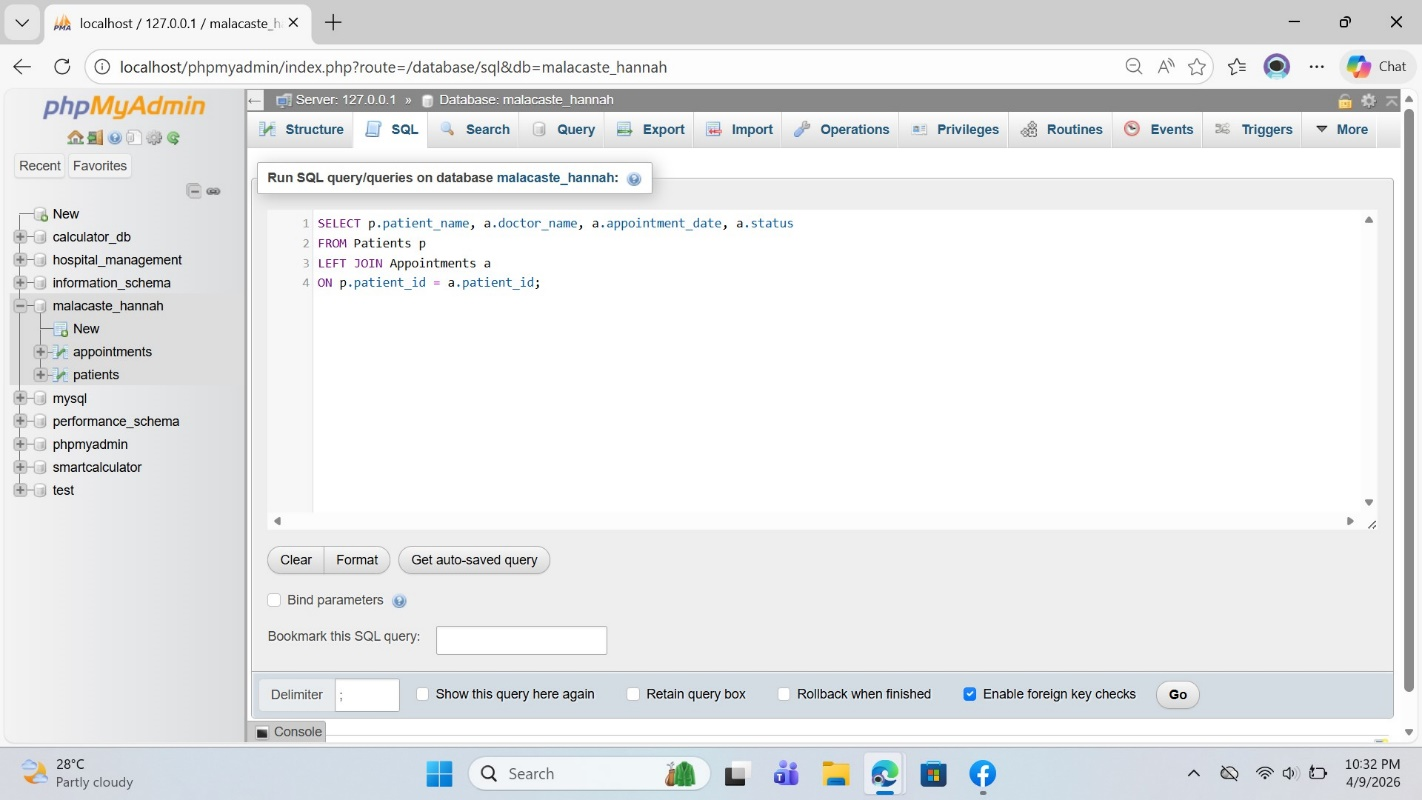 localhost / 127.0.0.1 / malacaste_h
localhost/phpmyadmin/index.php?route=/database/sql&db=malacaste_hannah
Chat
phpMyAdmin
Recent
Favorites
New
calculator_db
hospital_management
information_schema
malacaste_hannah
New
appointments
patients
mysql
performance_schema
phpmyadmin
smartcalculator
test
Server: 127.0.0.1 » Database: malacaste_hannah
Structure
SQL
Search
Query
Export
Import
Operations
Privileges
Routines
Events
Triggers
More
Run SQL query/queries on database malacaste_hannah:
1 SELECT p.patient_name, a.doctor_name, a.appointment_date, a.status
2 FROM Patients p
3 LEFT JOIN Appointments a
4 ON p.patient_id = a.patient_id;
Clear
Format
Get auto-saved query
Bind parameters
Bookmark this SQL query:
Delimiter ;
Show this query here again
Retain query box
Rollback when finished
Enable foreign key checks
Go
Console
28°C
Partly cloudy
Search
10:32 PM
4/9/2026